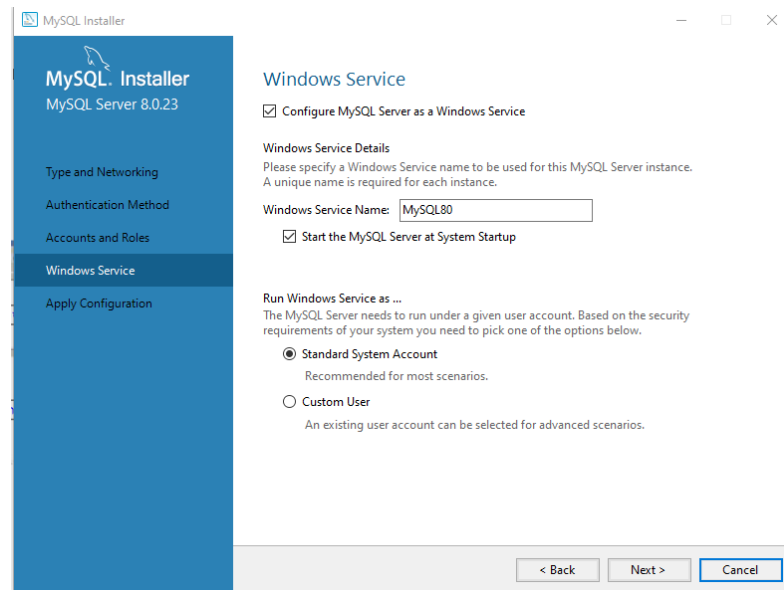 MySQL Installer
MySQL. Installer
MySQL Server 8.0.23
Type and Networking
Authentication Method
Accounts and Roles
Windows Service
Apply Configuration
Windows Service
Configure MySQL Server as a Windows Service
Windows Service Details
Please specify a Windows Service name to be used for this MySQL Server instance.
A unique name is required for each instance.
Windows Service Name: MySQL80
Start the MySQL Server at System Startup
Run Windows Service as ...
The MySQL Server needs to run under a given user account. Based on the security
requirements of your system you need to pick one of the options below.
Standard System Account
Recommended for most scenarios.
Custom User
An existing user account can be selected for advanced scenarios.
< Back Next > Cancel